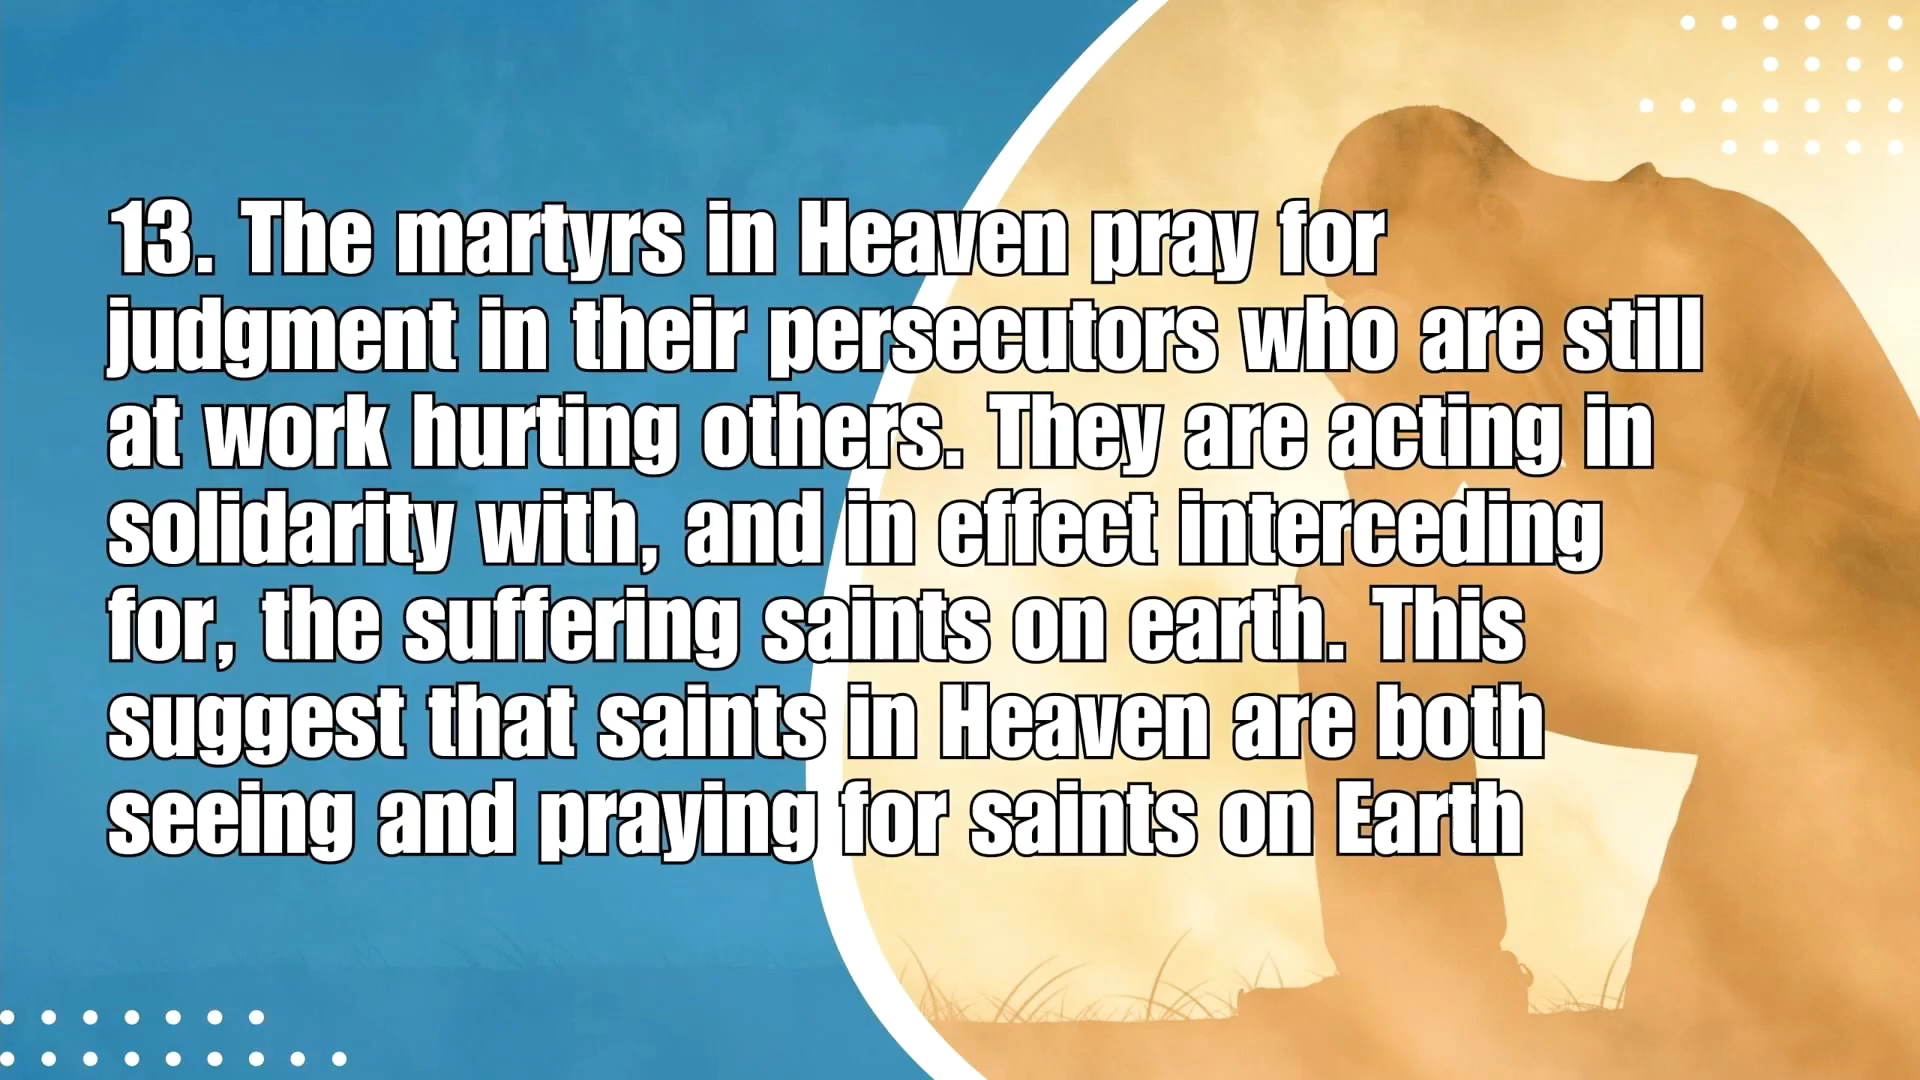 13. The martyrs in Heaven pray for
judgment in their persecutors who are still
at work hurting others. They are acting in
solidarity with, and in effect interceding
for, the suffering saints on earth. This
suggest that saints in Heaven are both
seeing and praying for saints on Earth